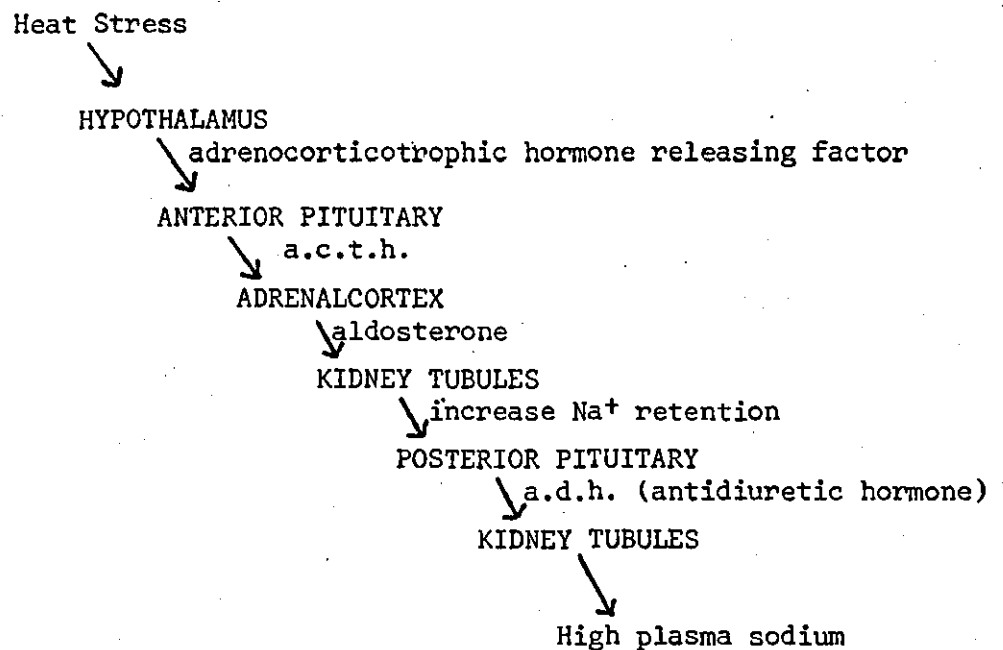 Heat Stress
HYPOTHALAMUS
adrenocorticotrophic hormone releasing factor
ANTERIOR PITUITARY
a.c.t.h.
ADRENALCORTEX
aldosterone
KIDNEY TUBULES
increase Na⁺ retention
POSTERIOR PITUITARY
a.d.h. (antidiuretic hormone)
KIDNEY TUBULES
High plasma sodium